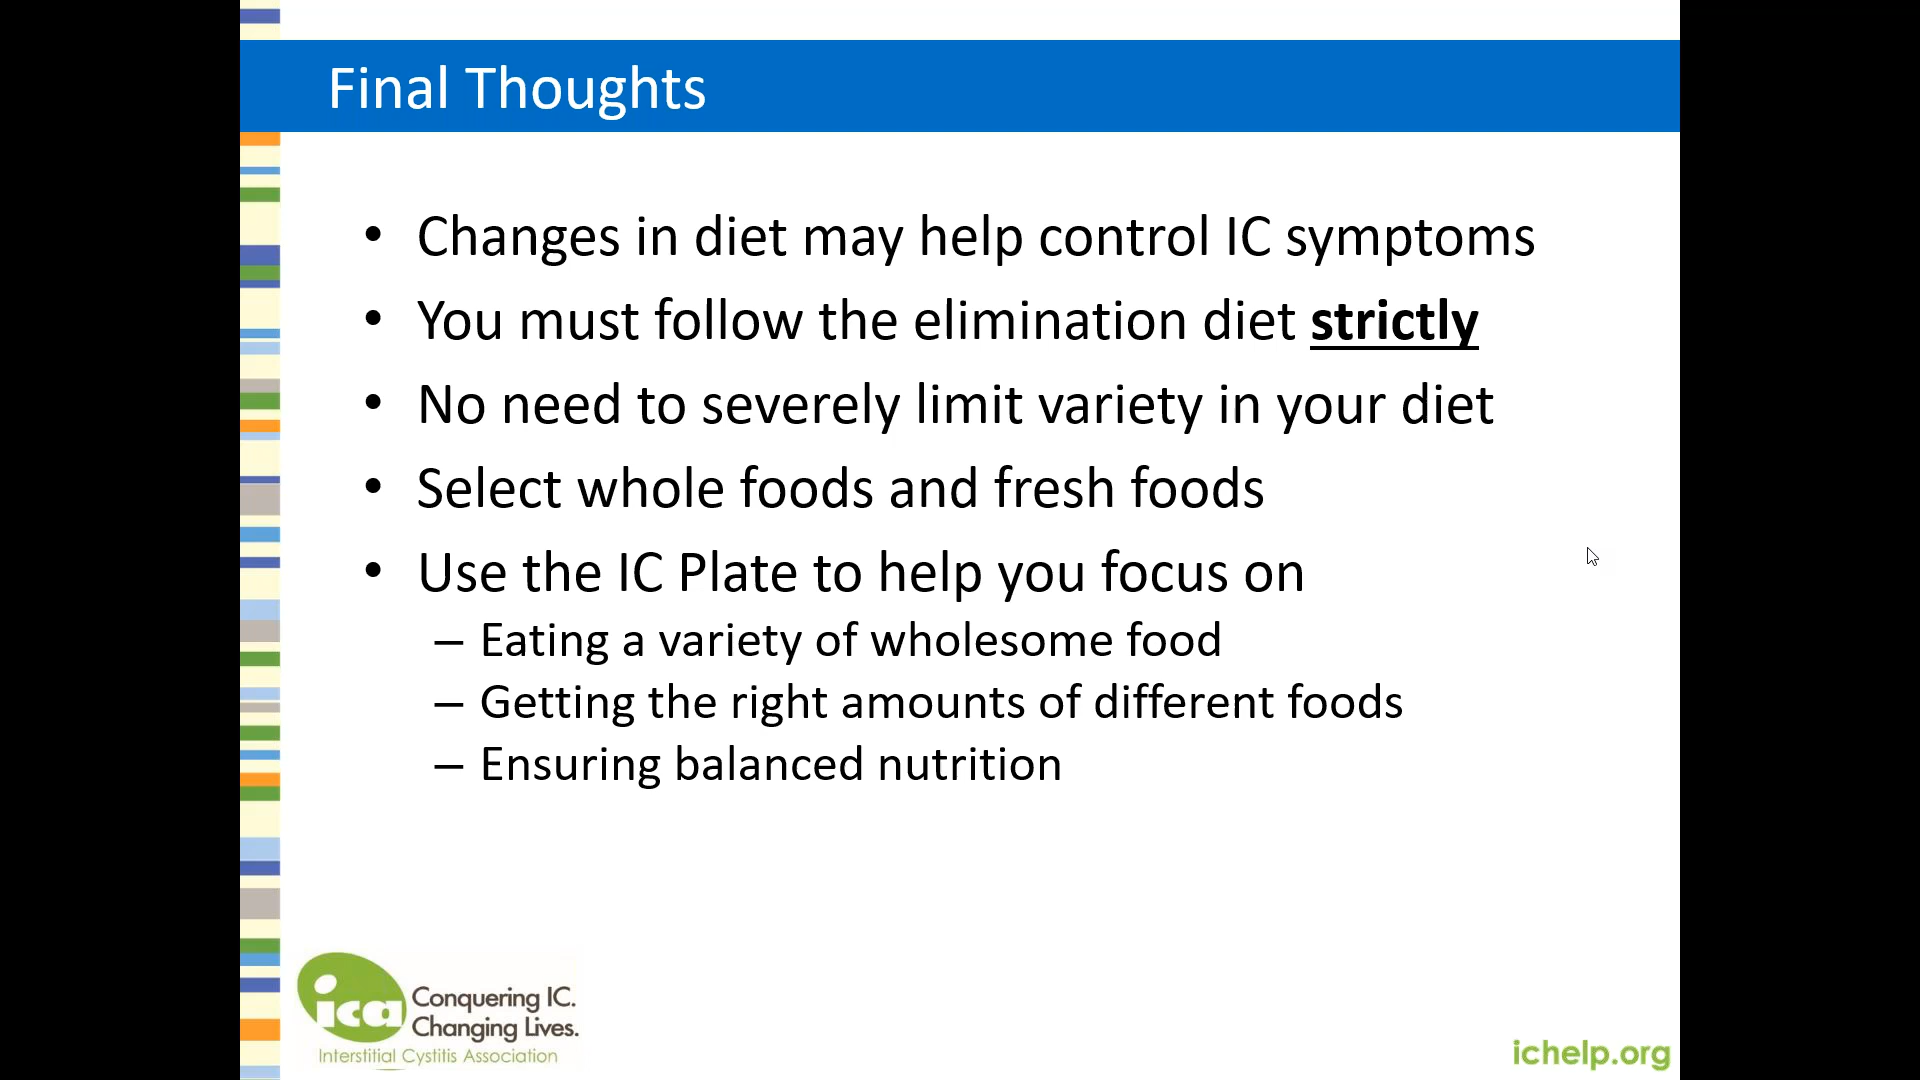 Final Thoughts
• Changes in diet may help control IC symptoms
• You must follow the elimination diet strictly
• No need to severely limit variety in your diet
• Select whole foods and fresh foods
• Use the IC Plate to help you focus on
– Eating a variety of wholesome food
– Getting the right amounts of different foods
– Ensuring balanced nutrition
ica
Conquering IC.
Changing Lives.
Interstitial Cystitis Association
ichelp.org